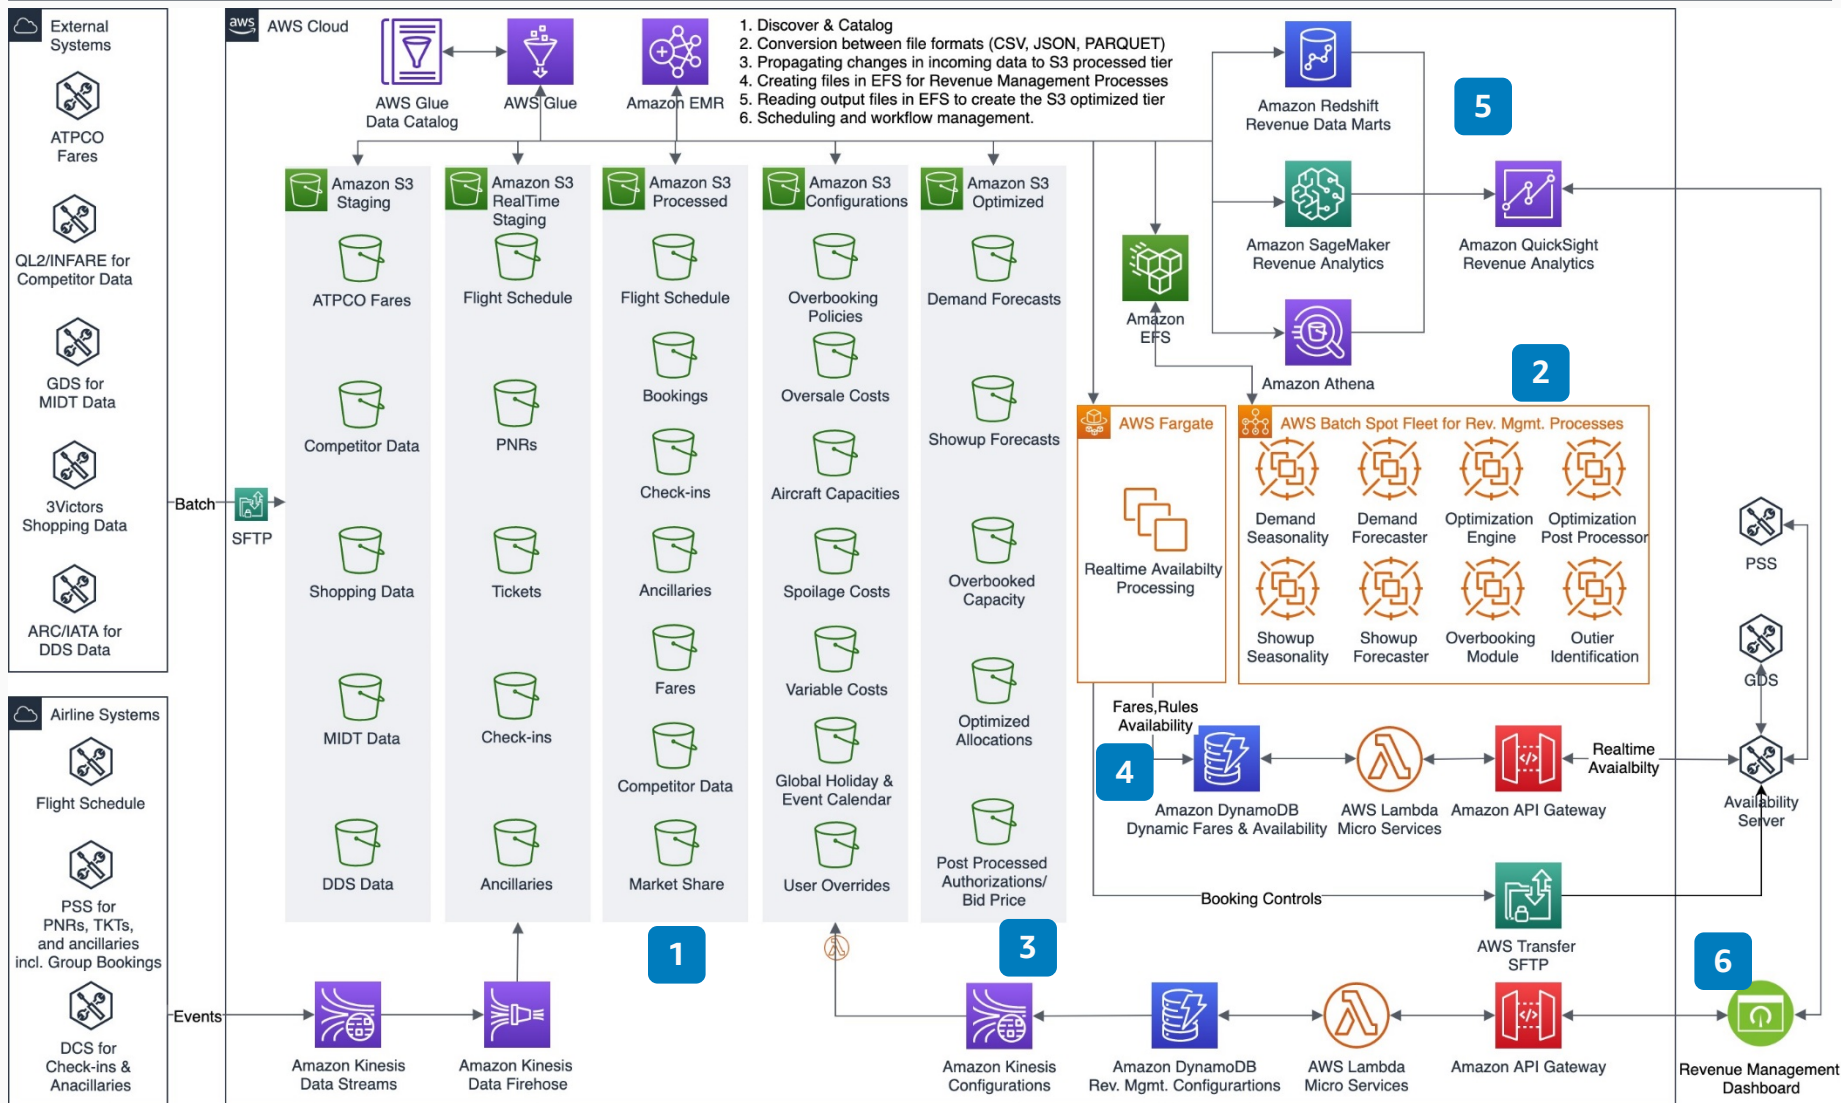 External
Systems
ATPCO
Fares
QL2/INFARE for
Competitor Data
GDS for
MIDT Data
3Victors
Shopping Data
ARC/IATA for
DDS Data
Airline Systems
Flight Schedule
PSS for
PNRs, TKTs,
and ancillaries
incl. Group Bookings
DCS for
Check-ins &
Anacillaries
Batch
SFTP
Events
aws
AWS Cloud
AWS Glue
Data Catalog
AWS Glue
Amazon EMR
1. Discover & Catalog
2. Conversion between file formats (CSV, JSON, PARQUET)
3. Propagating changes in incoming data to S3 processed tier
4. Creating files in EFS for Revenue Management Processes
5. Reading output files in EFS to create the S3 optimized tier
6. Scheduling and workflow management.
Amazon S3
Staging
ATPCO Fares
Competitor Data
Shopping Data
MIDT Data
DDS Data
Amazon S3
RealTime
Staging
Flight Schedule
PNRs
Tickets
Check-ins
Ancillaries
Amazon S3
Processed
Flight Schedule
Bookings
Check-ins
Ancillaries
Fares
Competitor Data
Market Share
Amazon S3
Configurations
Overbooking
Policies
Oversale Costs
Aircraft Capacities
Spoilage Costs
Variable Costs
Global Holiday &
Event Calendar
User Overrides
Amazon S3
Optimized
Demand Forecasts
Showup Forecasts
Overbooked
Capacity
Optimized
Allocations
Post Processed
Authorizations/
Bid Price
1
3
Amazon Kinesis
Data Streams
Amazon Kinesis
Data Firehose
Amazon Kinesis
Configurations
Amazon DynamoDB
Rev. Mgmt. Configurartions
AWS Lambda
Micro Services
Amazon API Gateway
6
Revenue Management
Dashboard
Amazon Redshift
Revenue Data Marts
5
Amazon SageMaker
Revenue Analytics
Amazon QuickSight
Revenue Analytics
Amazon Athena
Amazon
EFS
2
AWS Fargate
Realtime Availabilty
Processing
AWS Batch Spot Fleet for Rev. Mgmt. Processes
Demand
Seasonality
Demand
Forecaster
Optimization
Engine
Optimization
Post Processor
Showup
Seasonality
Showup
Forecaster
Overbooking
Module
Outier
Identification
Fares,Rules
Availability
4
Amazon DynamoDB
Dynamic Fares & Availability
AWS Lambda
Micro Services
Amazon API Gateway
Realtime
Avaialbilty
PSS
GDS
Availability
Server
Booking Controls
AWS Transfer
SFTP